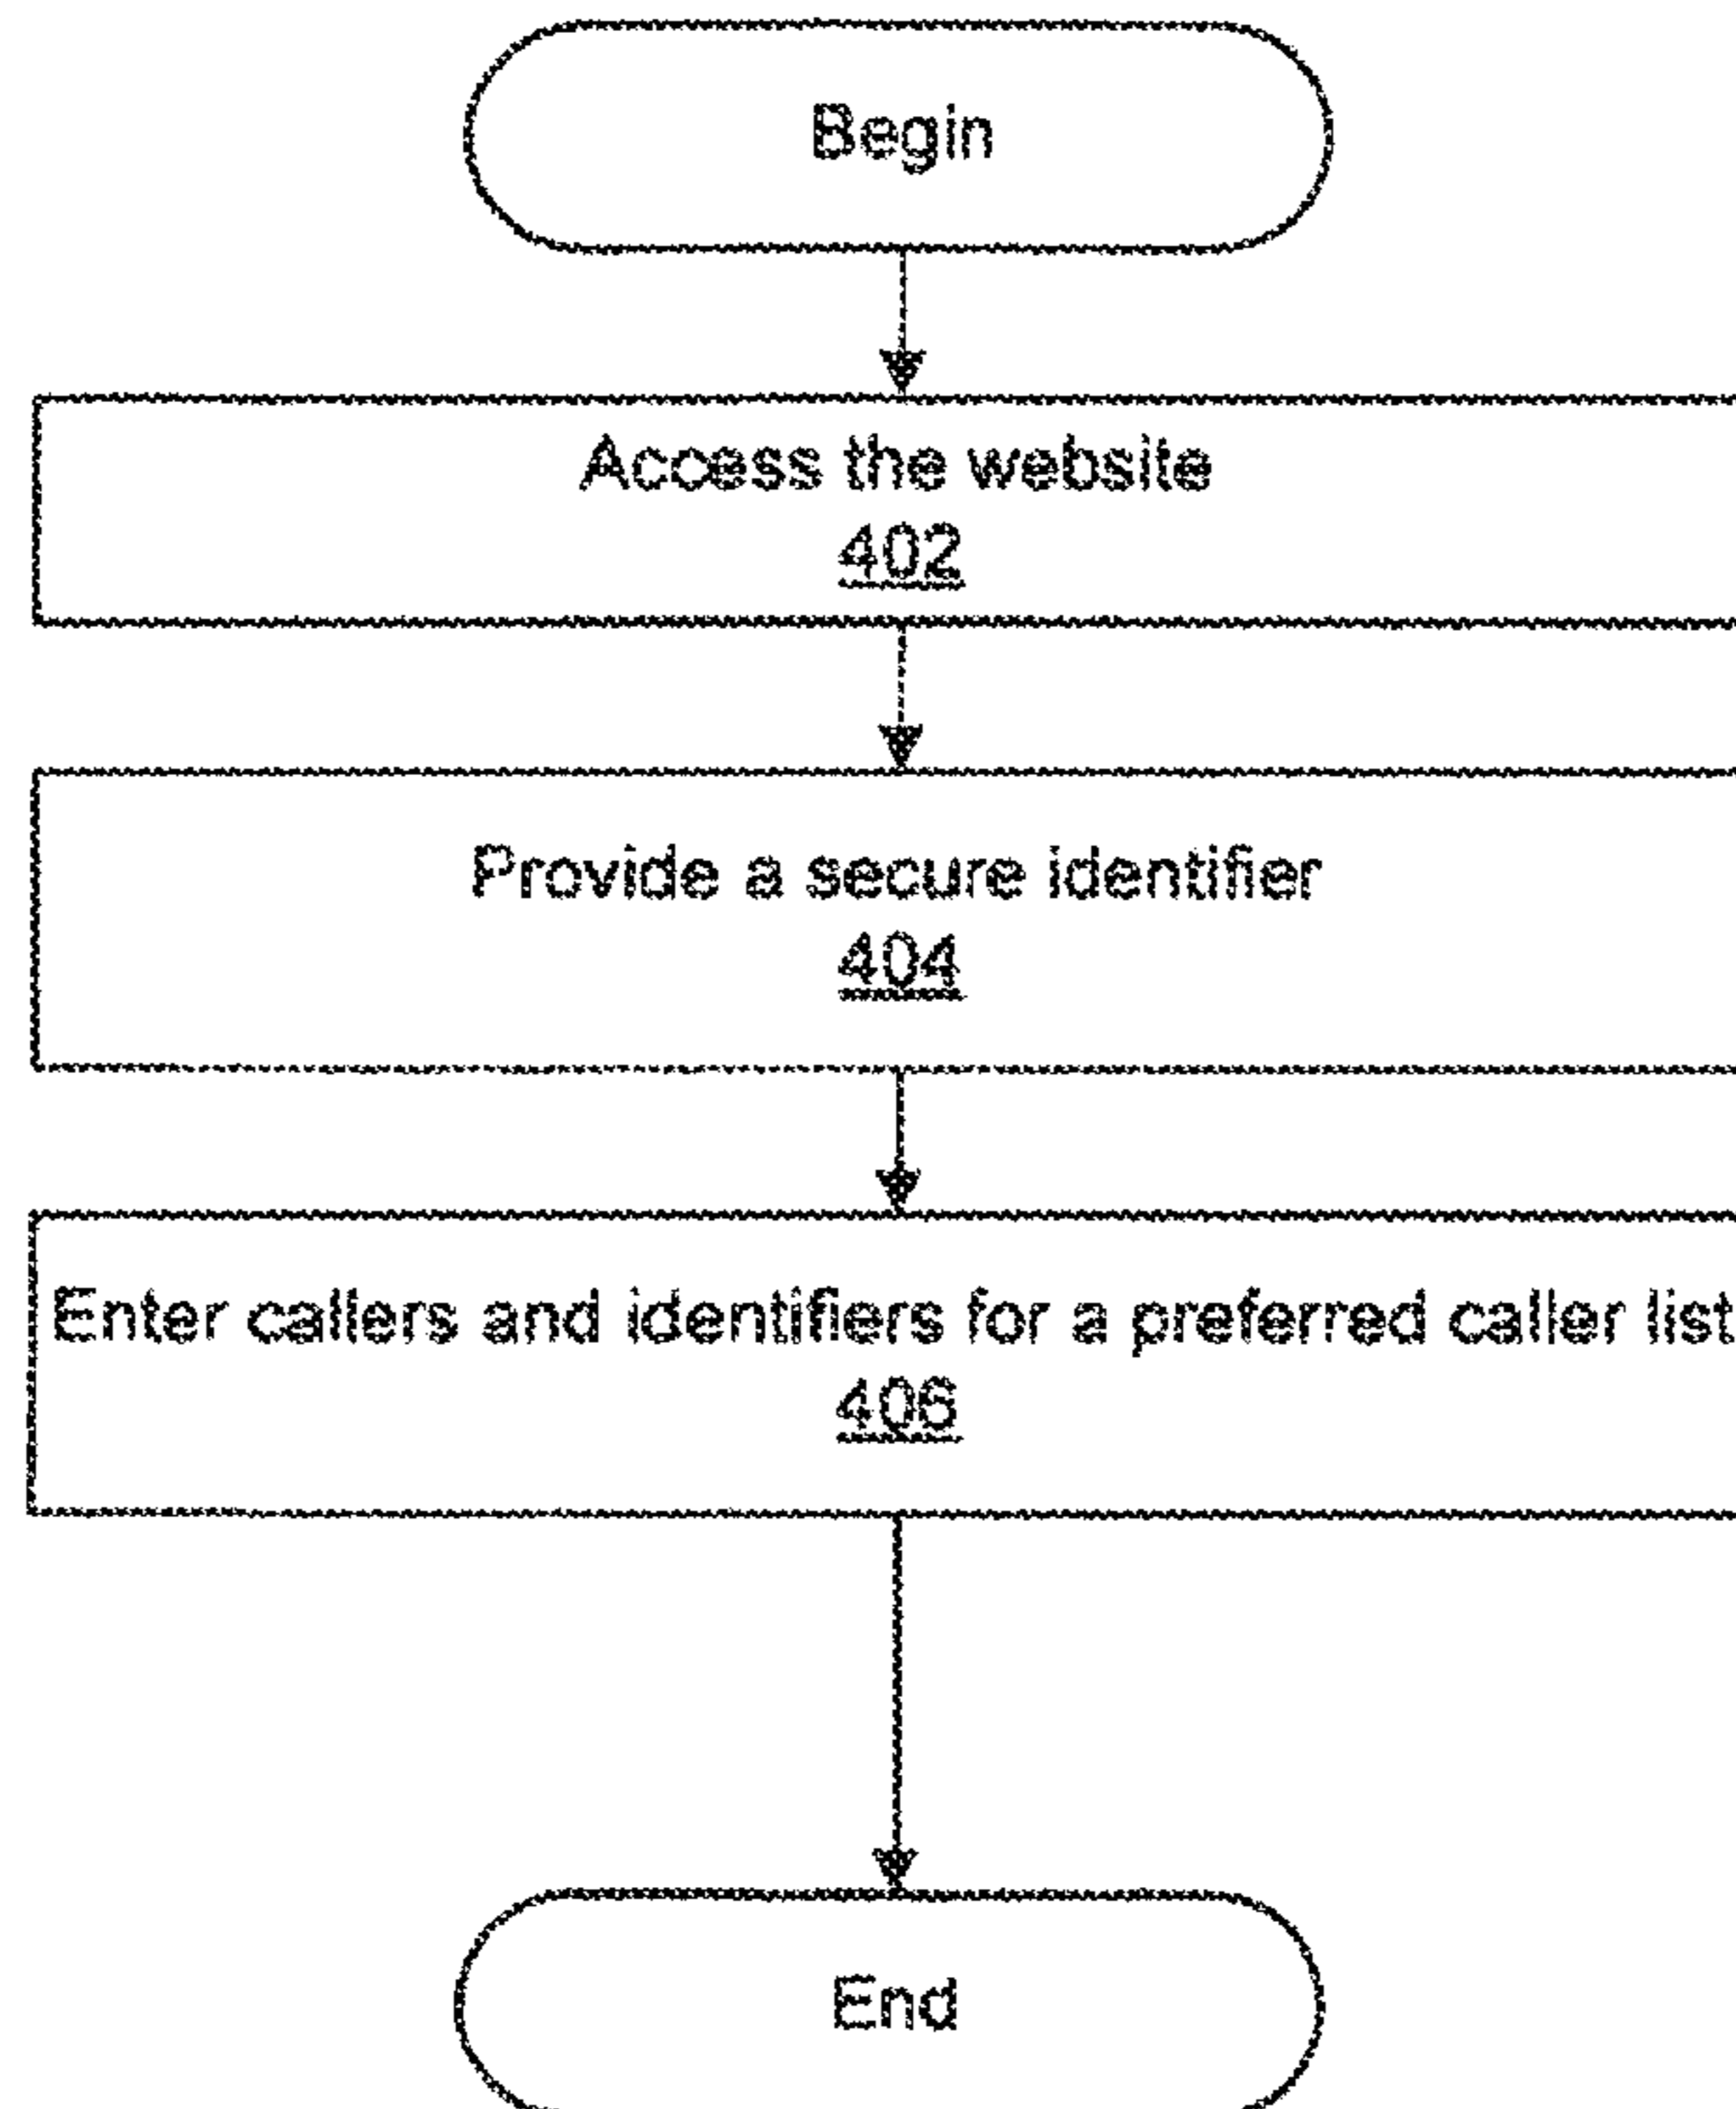 Begin
Access the website
402
Provide a secure identifier
404
Enter callers and identifiers for a preferred caller list
406
End